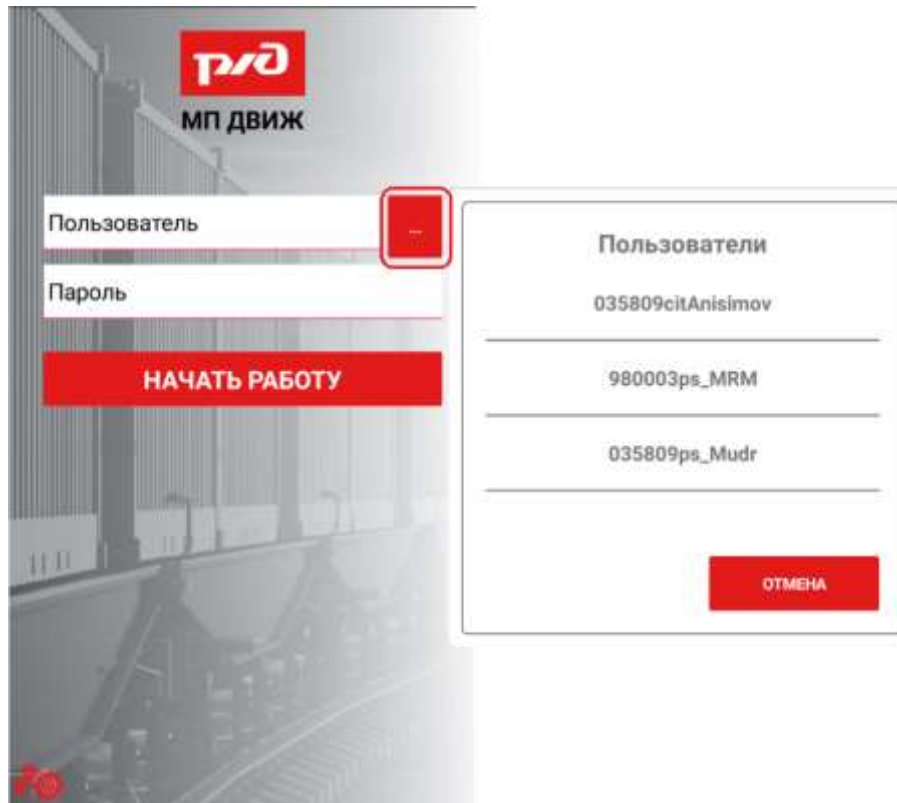 РЖД
МП ДВИЖ
Пользователь
...
Пароль
НАЧАТЬ РАБОТУ
Пользователи
035809citAnisimov
980003ps_MRM
035809ps_Mudr
ОТМЕНА